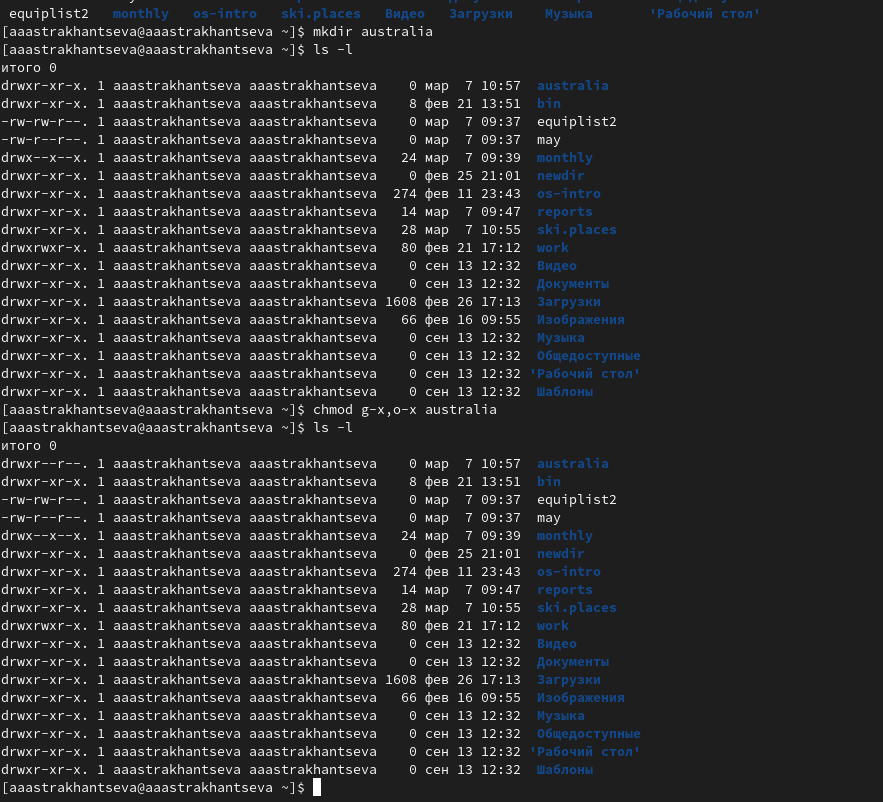 equiplist2 monthly os-intro ski.places Видео Загрузки Музыка 'Рабочий стол'
[aaastrakhantseva@aaastrakhantseva ~]$ mkdir australia
[aaastrakhantseva@aaastrakhantseva ~]$ ls -l
итого 0
drwxr-xr-x. 1 aaastrakhantseva aaastrakhantseva 0 мар 7 10:57 australia
drwxr-xr-x. 1 aaastrakhantseva aaastrakhantseva 8 фев 21 13:51 bin
-rw-rw-r--. 1 aaastrakhantseva aaastrakhantseva 0 мар 7 09:37 equiplist2
-rw-r--r--. 1 aaastrakhantseva aaastrakhantseva 0 мар 7 09:37 may
drwx--x--x. 1 aaastrakhantseva aaastrakhantseva 24 мар 7 09:39 monthly
drwxr-xr-x. 1 aaastrakhantseva aaastrakhantseva 0 фев 25 21:01 newdir
drwxr-xr-x. 1 aaastrakhantseva aaastrakhantseva 274 фев 11 23:43 os-intro
drwxr-xr-x. 1 aaastrakhantseva aaastrakhantseva 14 мар 7 09:47 reports
drwxr-xr-x. 1 aaastrakhantseva aaastrakhantseva 28 мар 7 10:55 ski.places
drwxrwxr-x. 1 aaastrakhantseva aaastrakhantseva 80 фев 21 17:12 work
drwxr-xr-x. 1 aaastrakhantseva aaastrakhantseva 0 сен 13 12:32 Видео
drwxr-xr-x. 1 aaastrakhantseva aaastrakhantseva 0 сен 13 12:32 Документы
drwxr-xr-x. 1 aaastrakhantseva aaastrakhantseva 1608 фев 26 17:13 Загрузки
drwxr-xr-x. 1 aaastrakhantseva aaastrakhantseva 66 фев 16 09:55 Изображения
drwxr-xr-x. 1 aaastrakhantseva aaastrakhantseva 0 сен 13 12:32 Музыка
drwxr-xr-x. 1 aaastrakhantseva aaastrakhantseva 0 сен 13 12:32 Общедоступные
drwxr-xr-x. 1 aaastrakhantseva aaastrakhantseva 0 сен 13 12:32 'Рабочий стол'
drwxr-xr-x. 1 aaastrakhantseva aaastrakhantseva 0 сен 13 12:32 Шаблоны
[aaastrakhantseva@aaastrakhantseva ~]$ chmod g-x,o-x australia
[aaastrakhantseva@aaastrakhantseva ~]$ ls -l
итого 0
drwxr--r--. 1 aaastrakhantseva aaastrakhantseva 0 мар 7 10:57 australia
drwxr-xr-x. 1 aaastrakhantseva aaastrakhantseva 8 фев 21 13:51 bin
-rw-rw-r--. 1 aaastrakhantseva aaastrakhantseva 0 мар 7 09:37 equiplist2
-rw-r--r--. 1 aaastrakhantseva aaastrakhantseva 0 мар 7 09:37 may
drwx--x--x. 1 aaastrakhantseva aaastrakhantseva 24 мар 7 09:39 monthly
drwxr-xr-x. 1 aaastrakhantseva aaastrakhantseva 0 фев 25 21:01 newdir
drwxr-xr-x. 1 aaastrakhantseva aaastrakhantseva 274 фев 11 23:43 os-intro
drwxr-xr-x. 1 aaastrakhantseva aaastrakhantseva 14 мар 7 09:47 reports
drwxr-xr-x. 1 aaastrakhantseva aaastrakhantseva 28 мар 7 10:55 ski.places
drwxrwxr-x. 1 aaastrakhantseva aaastrakhantseva 80 фев 21 17:12 work
drwxr-xr-x. 1 aaastrakhantseva aaastrakhantseva 0 сен 13 12:32 Видео
drwxr-xr-x. 1 aaastrakhantseva aaastrakhantseva 0 сен 13 12:32 Документы
drwxr-xr-x. 1 aaastrakhantseva aaastrakhantseva 1608 фев 26 17:13 Загрузки
drwxr-xr-x. 1 aaastrakhantseva aaastrakhantseva 66 фев 16 09:55 Изображения
drwxr-xr-x. 1 aaastrakhantseva aaastrakhantseva 0 сен 13 12:32 Музыка
drwxr-xr-x. 1 aaastrakhantseva aaastrakhantseva 0 сен 13 12:32 Общедоступные
drwxr-xr-x. 1 aaastrakhantseva aaastrakhantseva 0 сен 13 12:32 'Рабочий стол'
drwxr-xr-x. 1 aaastrakhantseva aaastrakhantseva 0 сен 13 12:32 Шаблоны
[aaastrakhantseva@aaastrakhantseva ~]$